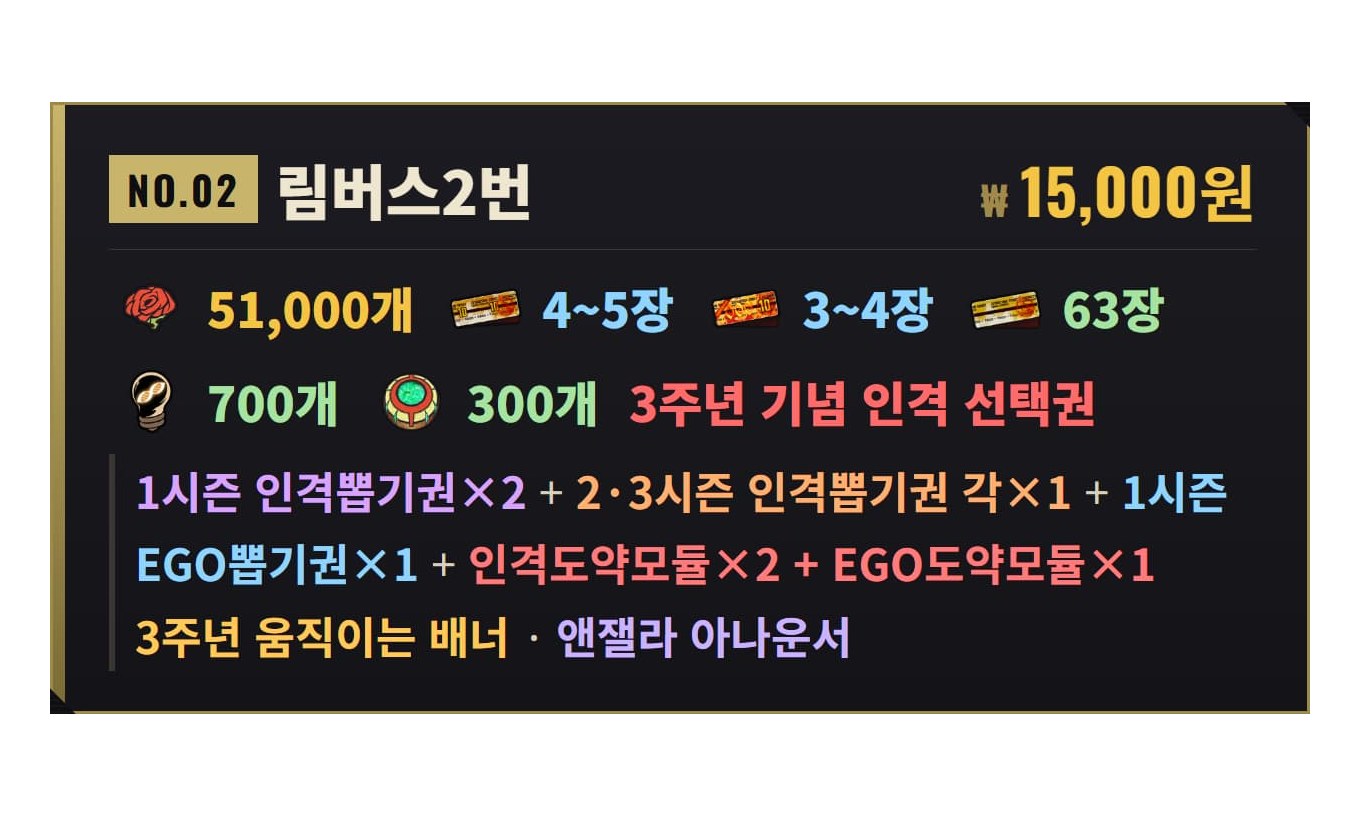 NO.02 림버스2번 ₩ 15,000원
51,000개 4~5장 3~4장 63장
700개 300개 3주년 기념 인격 선택권
1시즌 인격뽑기권×2 + 2·3시즌 인격뽑기권 각×1 + 1시즌
EGO뽑기권×1 + 인격도약모듈×2 + EGO도약모듈×1
3주년 움직이는 배너 · 앤젤라 아나운서